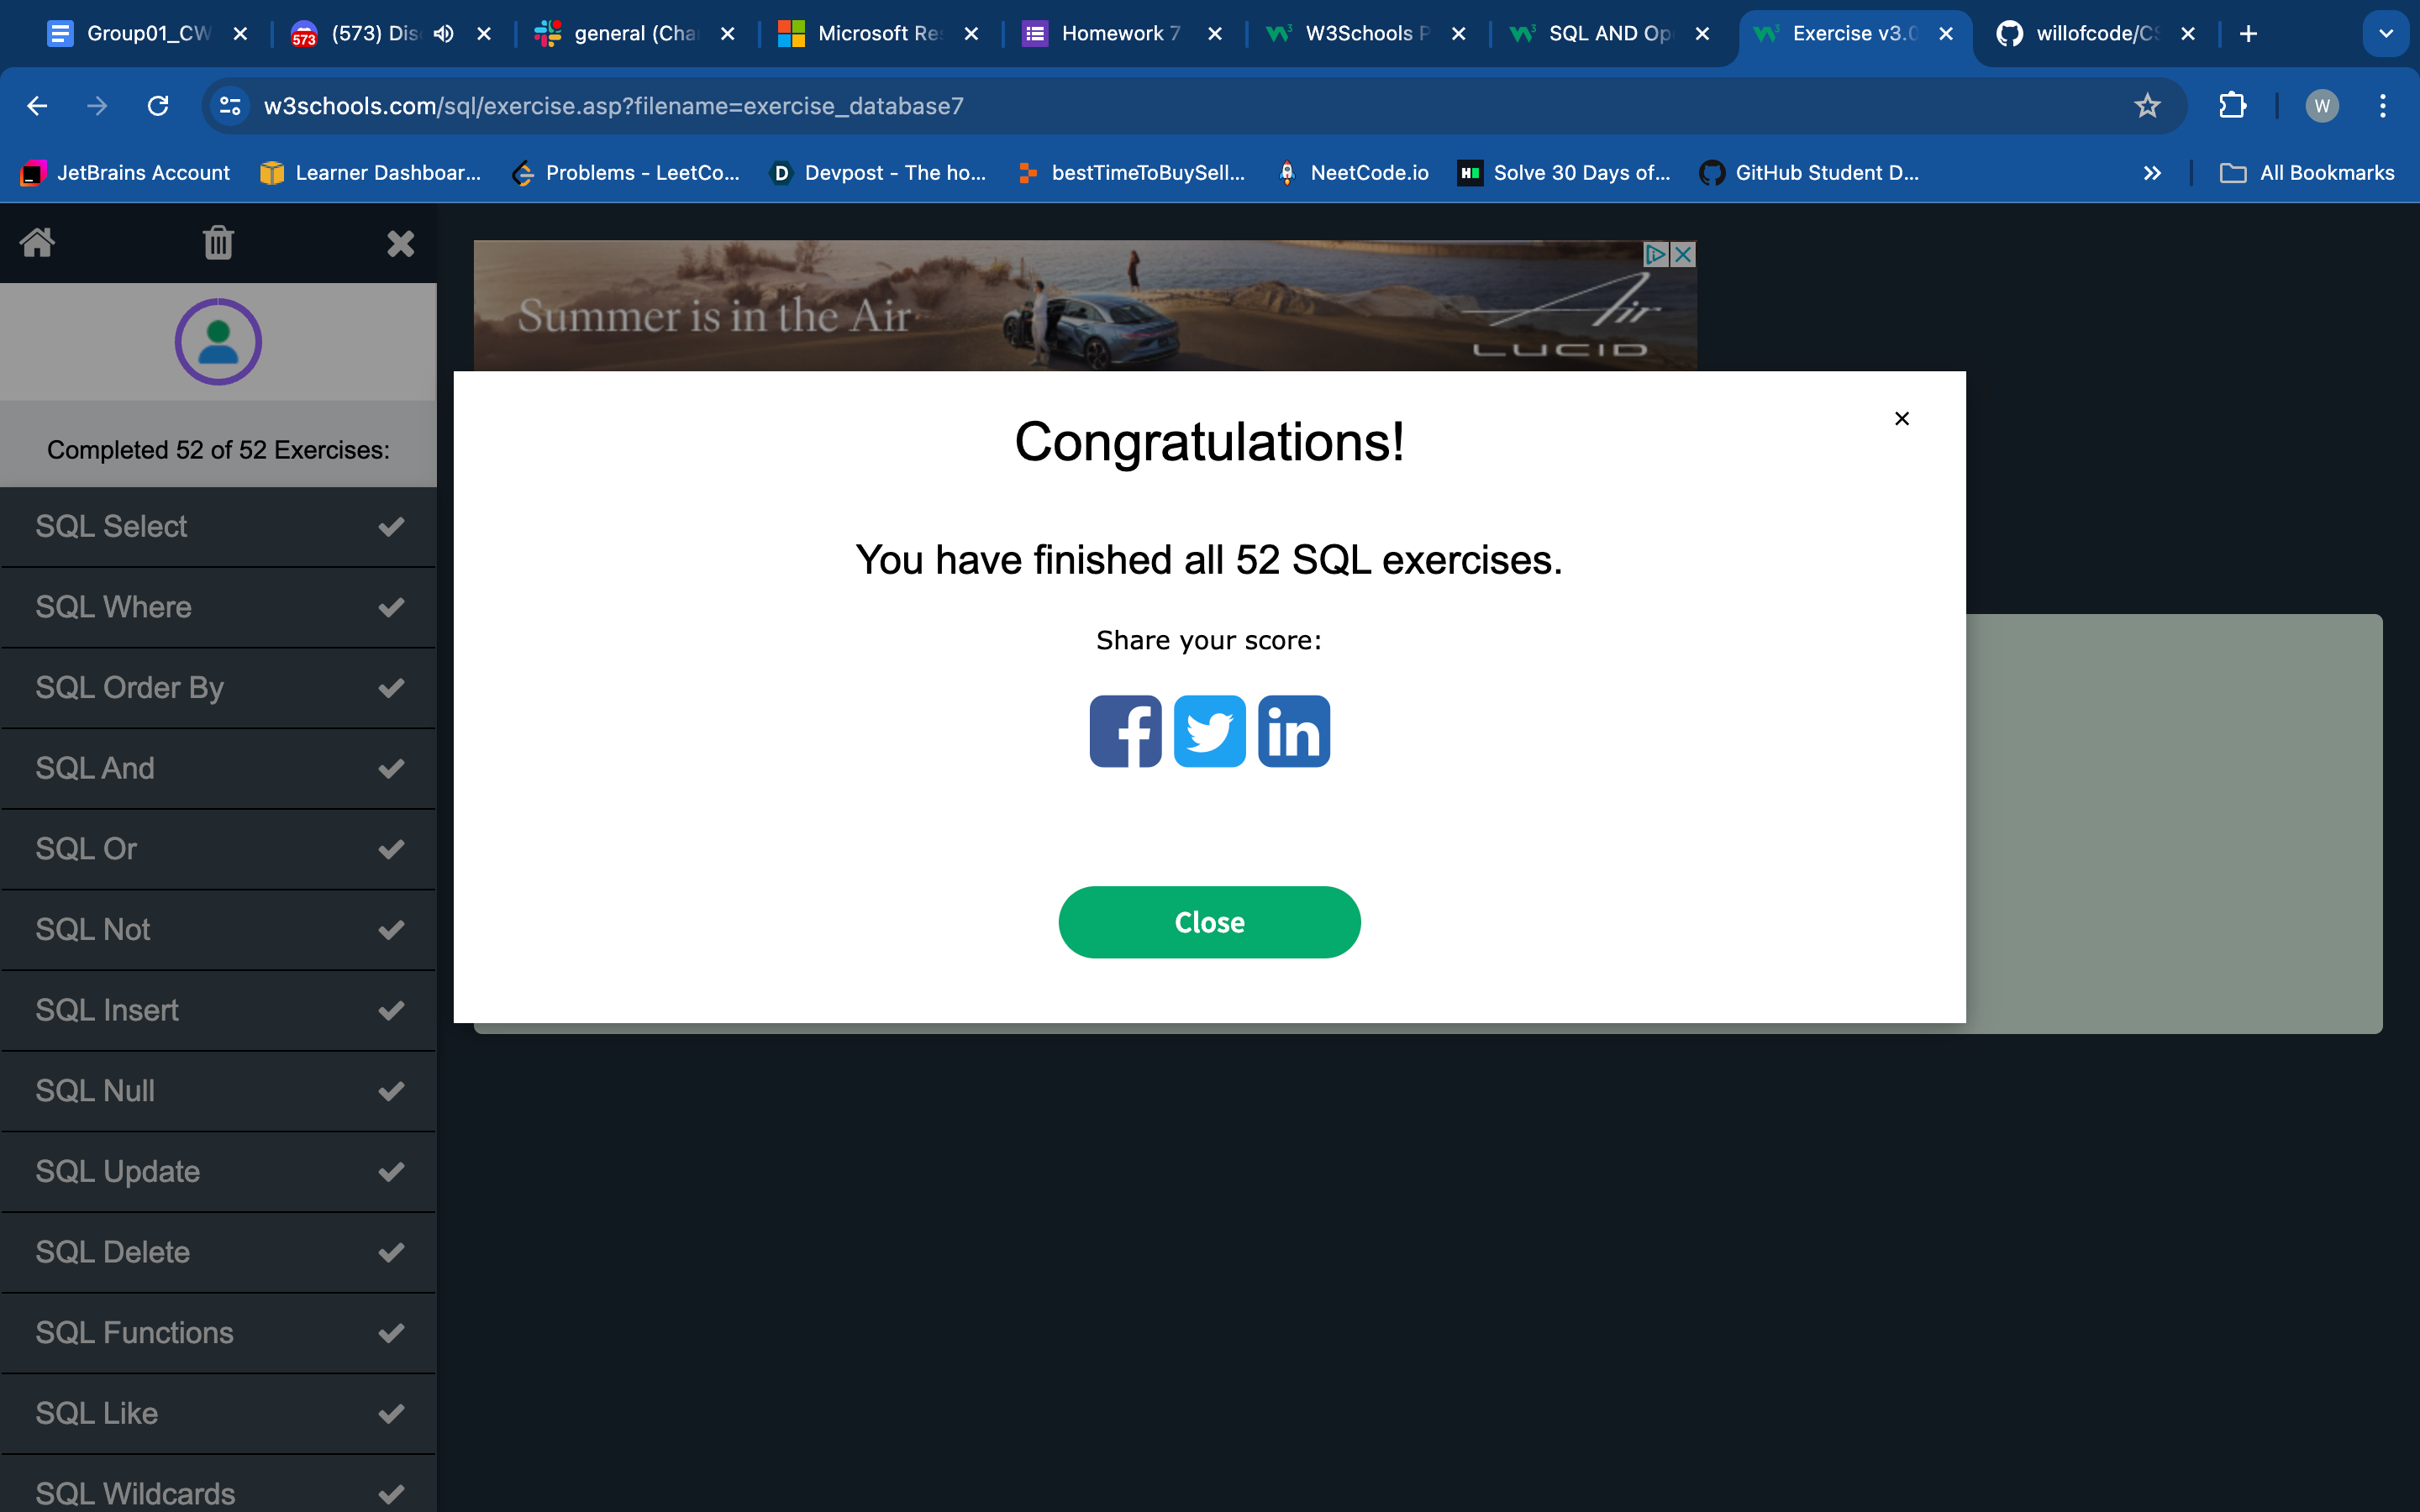 Group01_CW
573
(573) Dis
general (Cha
Microsoft Re
Homework 7
W3Schools P
SQL AND Op
Exercise v3.0
willofcode/CS
w3schools.com/sql/exercise.asp?filename=exercise_database7
W
JetBrains Account
Learner Dashboar...
Problems - LeetCo...
D
Devpost - The ho...
bestTimeToBuySell...
NeetCode.io
H
Solve 30 Days of...
GitHub Student D...
All Bookmarks
Summer is in the Air
Air
LUCID
Completed 52 of 52 Exercises:
SQL Select
SQL Where
SQL Order By
SQL And
SQL Or
SQL Not
SQL Insert
SQL Null
SQL Update
SQL Delete
SQL Functions
SQL Like
SQL Wildcards
Congratulations!
You have finished all 52 SQL exercises.
Share your score:
f
in
Close